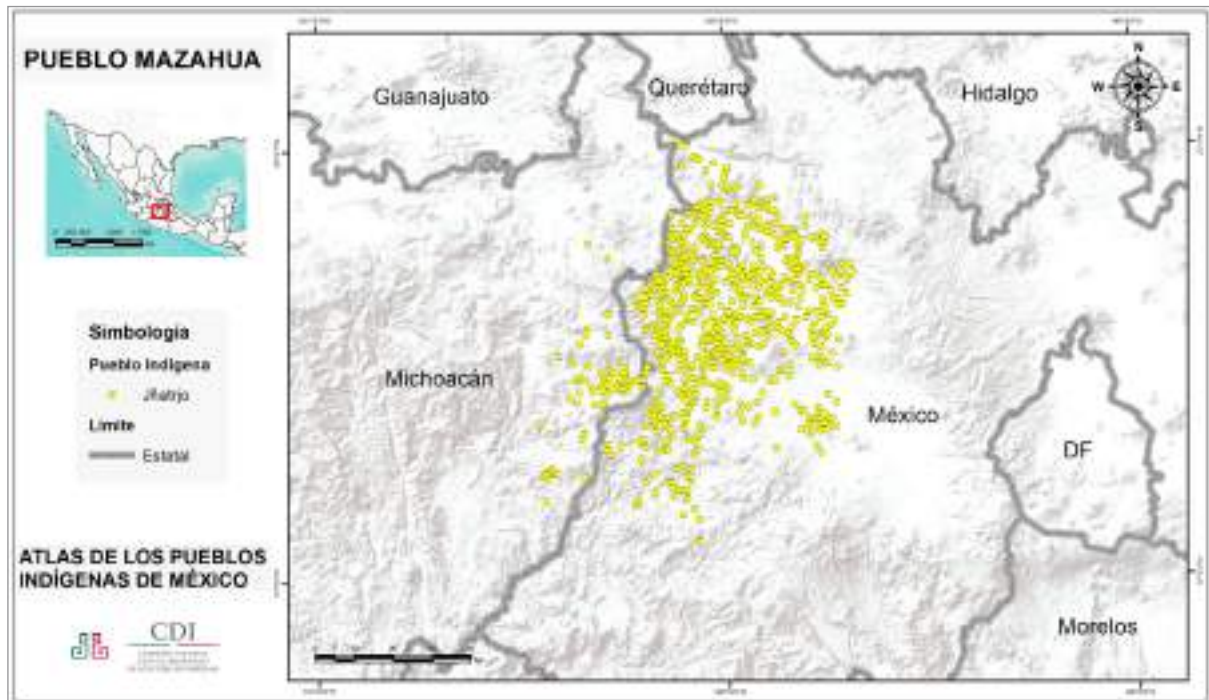 PUEBLO MAZAHUA
Simbología
Pueblo Indígena
Jñatrjo
Límite
Estatal
ATLAS DE LOS PUEBLOS
INDÍGENAS DE MÉXICO
CDI
Guanajuato
Querétaro
Hidalgo
N
W
E
S
Michoacán
México
DF
Morelos